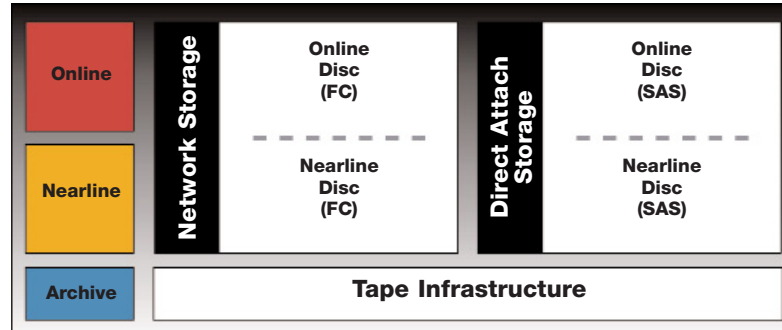 Online
Nearline
Archive
Network Storage
Online
Disc
(FC)
Nearline
Disc
(FC)
Direct Attach
Storage
Online
Disc
(SAS)
Nearline
Disc
(SAS)
Tape Infrastructure